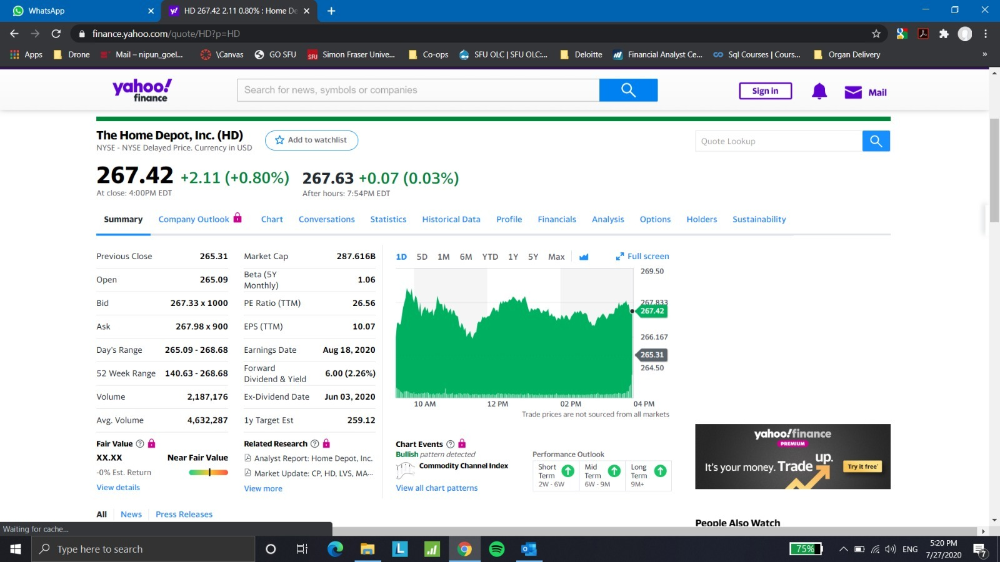 WhatsApp
HD 267.42 2.11 0.80% : Home De
finance.yahoo.com/quote/HD?p=HD
Apps Drone Mail – nipun_goel... \Canvas GO SFU SFU Simon Fraser Unive... Co-ops SFU OLC | SFU OLC:... Deloitte Financial Analyst Ce... Sql Courses | Cours... Organ Delivery »
yahoo!
finance
Search for news, symbols or companies
Sign in
Mail
The Home Depot, Inc. (HD)
NYSE - NYSE Delayed Price. Currency in USD
Add to watchlist
Quote Lookup
267.42 +2.11 (+0.80%)
At close: 4:00PM EDT
267.63 +0.07 (0.03%)
After hours: 7:54PM EDT
Summary Company Outlook Chart Conversations Statistics Historical Data Profile Financials Analysis Options Holders Sustainability
Previous Close 265.31
Open 265.09
Bid 267.33 x 1000
Ask 267.98 x 900
Day's Range 265.09 - 268.68
52 Week Range 140.63 - 268.68
Volume 2,187,176
Avg. Volume 4,632,287
Market Cap 287.616B
Beta (5Y
Monthly) 1.06
PE Ratio (TTM) 26.56
EPS (TTM) 10.07
Earnings Date Aug 18, 2020
Forward
Dividend & Yield 6.00 (2.26%)
Ex-Dividend Date Jun 03, 2020
1y Target Est 259.12
1D 5D 1M 6M YTD 1Y 5Y Max
Full screen
269.50
267.833
267.42
266.167
265.31
264.50
10 AM 12 PM 02 PM 04 PM
Trade prices are not sourced from all markets
Fair Value
XX.XX Near Fair Value
-0% Est. Return
View details
Related Research
Analyst Report: Home Depot, Inc.
Market Update: CP, HD, LVS, MA...
View more
Chart Events
Bullish pattern detected
Commodity Channel Index
View all chart patterns
Performance Outlook
Short
Term
2W - 6W
Mid
Term
6W - 9M
Long
Term
9M+
yahoo!finance
PREMIUM
It's your money. Trade up.
Try it free*
All News Press Releases
People Also Watch
Waiting for cache...
Type here to search
75%
ENG
5:20 PM
7/27/2020
7